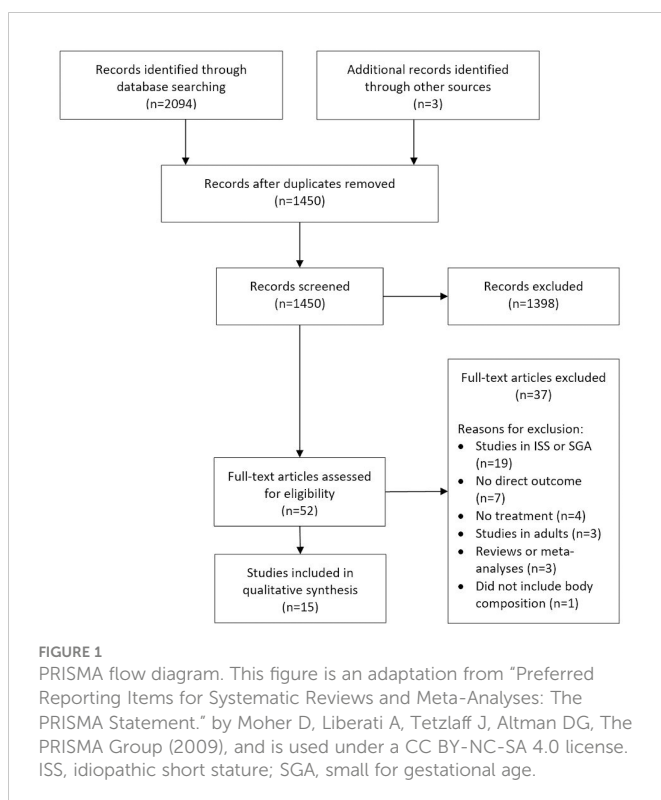 Records identified through
database searching
(n=2094)
Additional records identified
through other sources
(n=3)
Records after duplicates removed
(n=1450)
Records screened
(n=1450)
Records excluded
(n=1398)
Full-text articles excluded
(n=37)
Reasons for exclusion:
• Studies in ISS or SGA
(n=19)
• No direct outcome
(n=7)
• No treatment (n=4)
• Studies in adults (n=3)
• Reviews or meta-
analyses (n=3)
• Did not include body
composition (n=1)
Full-text articles assessed
for eligibility
(n=52)
Studies included in
qualitative synthesis
(n=15)
FIGURE 1
PRISMA flow diagram. This figure is an adaptation from “Preferred
Reporting Items for Systematic Reviews and Meta-Analyses: The
PRISMA Statement.” by Moher D, Liberati A, Tetzlaff J, Altman DG, The
PRISMA Group (2009), and is used under a CC BY-NC-SA 4.0 license.
ISS, idiopathic short stature; SGA, small for gestational age.